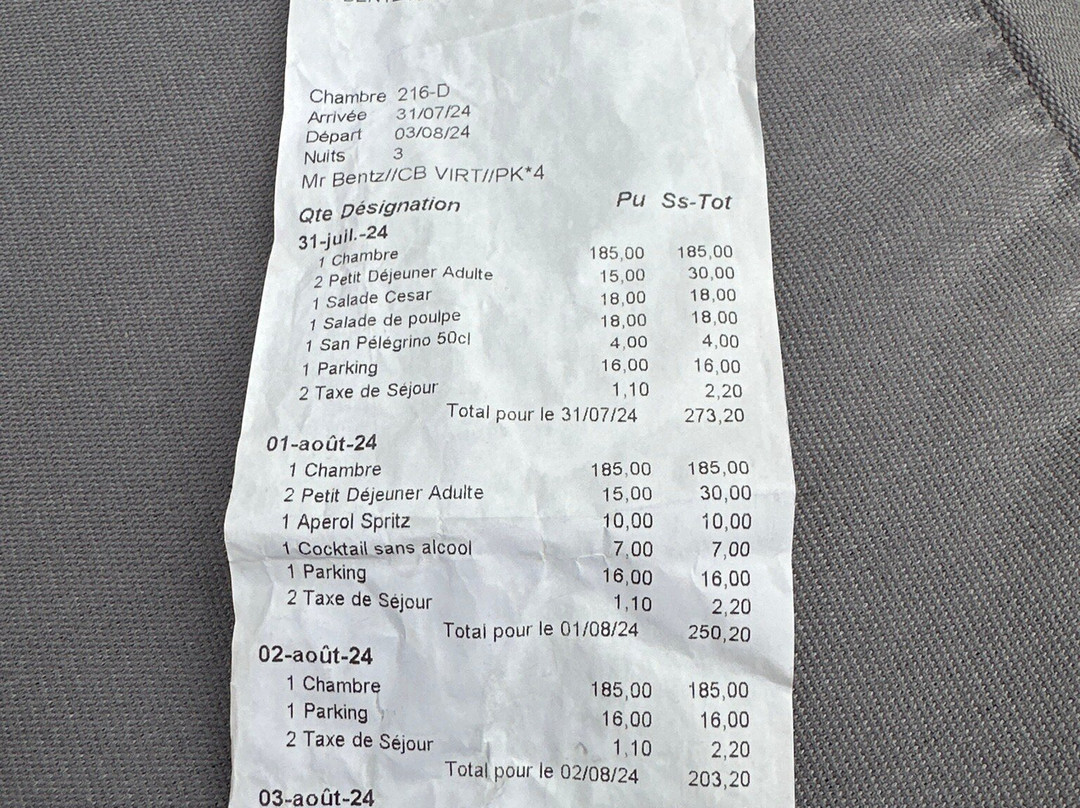 Chambre 216-D
Arrivée 31/07/24
Départ 03/08/24
Nuits 3
Mr Bentz//CB VIRT//PK*4
Qte Désignation Pu Ss-Tot
31-juil.-24
1 Chambre 185,00 185,00
2 Petit Déjeuner Adulte 15,00 30,00
1 Salade Cesar 18,00 18,00
1 Salade de poulpe 18,00 18,00
1 San Pélégrino 50cl 4,00 4,00
1 Parking 16,00 16,00
2 Taxe de Séjour 1,10 2,20
Total pour le 31/07/24 273,20
01-août-24
1 Chambre 185,00 185,00
2 Petit Déjeuner Adulte 15,00 30,00
1 Aperol Spritz 10,00 10,00
1 Cocktail sans alcool 7,00 7,00
1 Parking 16,00 16,00
2 Taxe de Séjour 1,10 2,20
Total pour le 01/08/24 250,20
02-août-24
1 Chambre 185,00 185,00
1 Parking 16,00 16,00
2 Taxe de Séjour 1,10 2,20
Total pour le 02/08/24 203,20
03-août-24